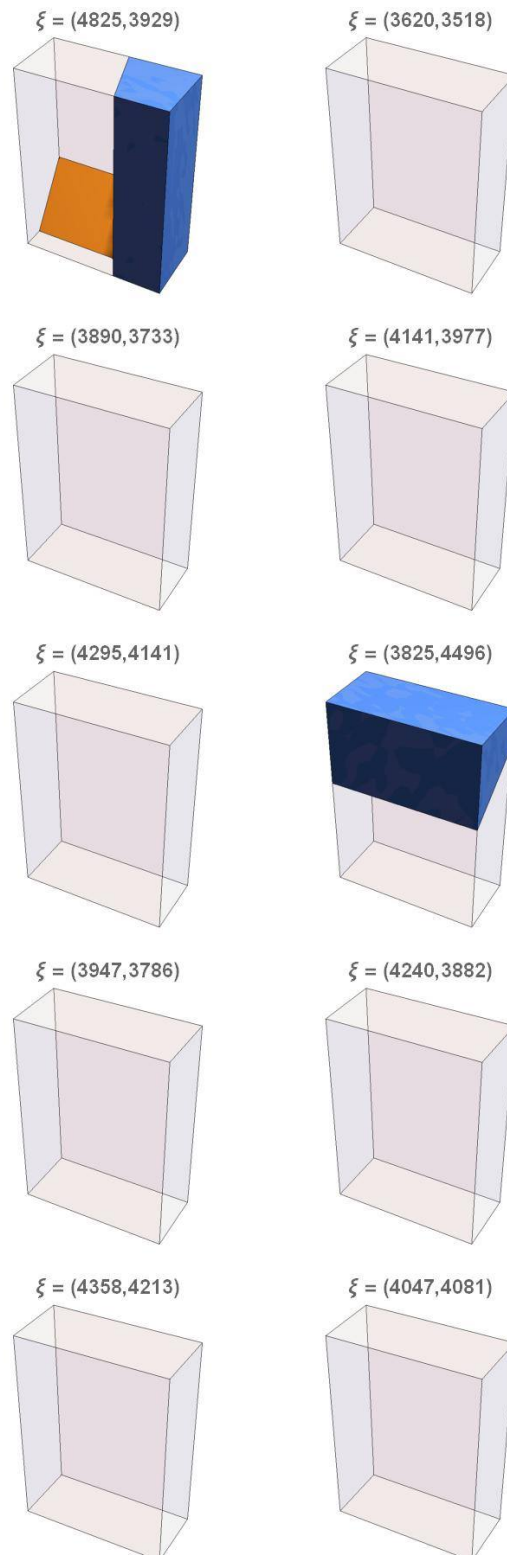 ξ = (4825,3929)
ξ = (3620,3518)
ξ = (3890,3733)
ξ = (4141,3977)
ξ = (4295,4141)
ξ = (3825,4496)
ξ = (3947,3786)
ξ = (4240,3882)
ξ = (4358,4213)
ξ = (4047,4081)